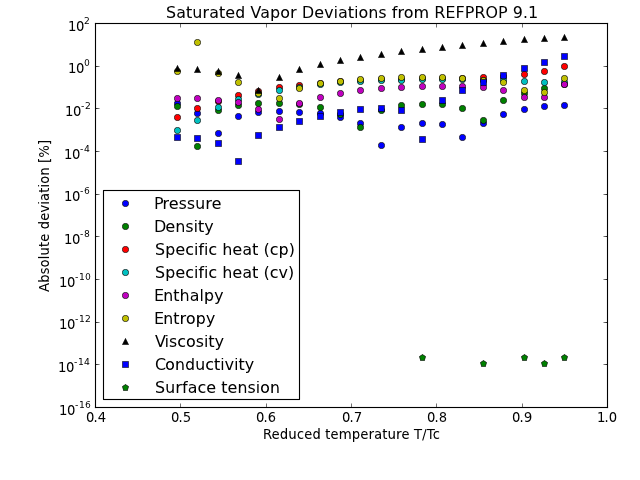 Saturated Vapor Deviations from REFPROP 9.1
10^2
10^0
10^-2
10^-4
10^-6
10^-8
10^-10
10^-12
10^-14
10^-16
Absolute deviation [%]
Pressure
Density
Specific heat (cp)
Specific heat (cv)
Enthalpy
Entropy
Viscosity
Conductivity
Surface tension
0.4 0.5 0.6 0.7 0.8 0.9 1.0
Reduced temperature T/Tc